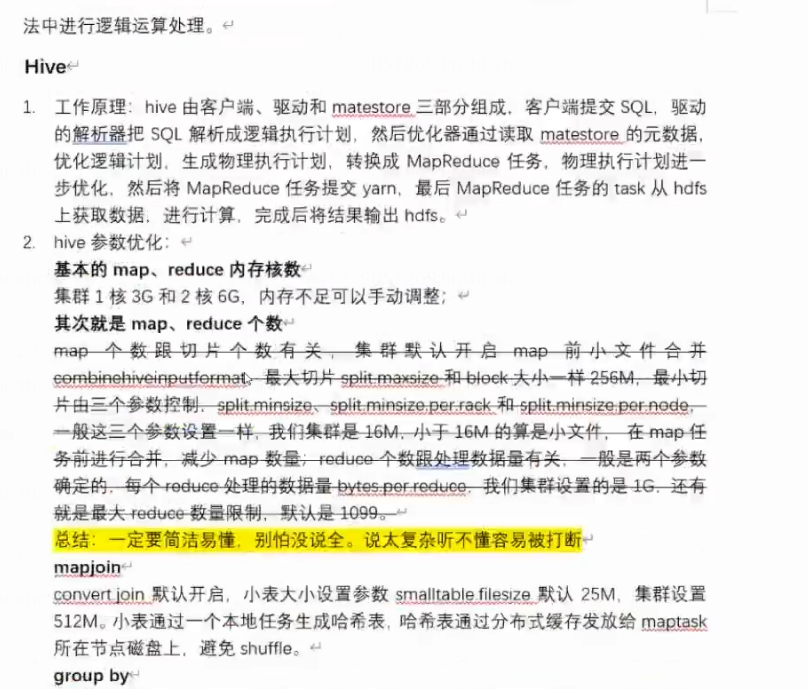 法中进行逻辑运算处理。
Hive
1. 工作原理：hive 由客户端、驱动和 matestore 三部分组成，客户端提交 SQL，驱动
的解析器把 SQL 解析成逻辑执行计划，然后优化器通过读取 matestore 的元数据，
优化逻辑计划，生成物理执行计划，转换成 MapReduce 任务，物理执行计划进一
步优化，然后将 MapReduce 任务提交 yarn，最后 MapReduce 任务的 task 从 hdfs
上获取数据，进行计算，完成后将结果输出 hdfs。
2. hive 参数优化：
基本的 map、reduce 内存核数
集群 1 核 3G 和 2 核 6G，内存不足可以手动调整；
其次就是 map、reduce 个数
map 个数跟切片个数有关，集群默认开启 map 前小文件合并
combinehiveinputformat，最大切片 split.maxsize 和 block 大小一样 256M，最小切
片由三个参数控制，split.minsize、split.minsize.per.rack 和 split.minsize.per.node，
一般这三个参数设置一样，我们集群是 16M，小于 16M 的算是小文件，在 map 任
务前进行合并，减少 map 数量；reduce 个数跟处理数据量有关，一般是两个参数
确定的，每个 reduce 处理的数据量 bytes.per.reduce，我们集群设置的是 1G，还有
就是最大 reduce 数量限制，默认是 1099。
总结：一定要简洁易懂，别怕没说全。说太复杂听不懂容易被打断
mapjoin
convert.join 默认开启，小表大小设置参数 smalltable.filesize 默认 25M，集群设置
512M。小表通过一个本地任务生成哈希表，哈希表通过分布式缓存发放给 maptask
所在节点磁盘上，避免 shuffle。
group by